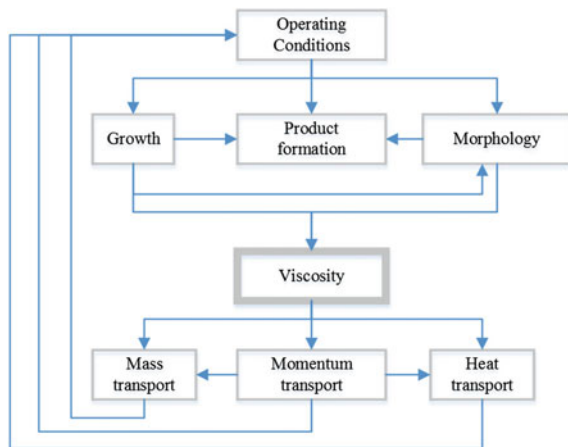 Operating
Conditions
Growth
Product
formation
Morphology
Viscosity
Mass
transport
Momentum
transport
Heat
transport